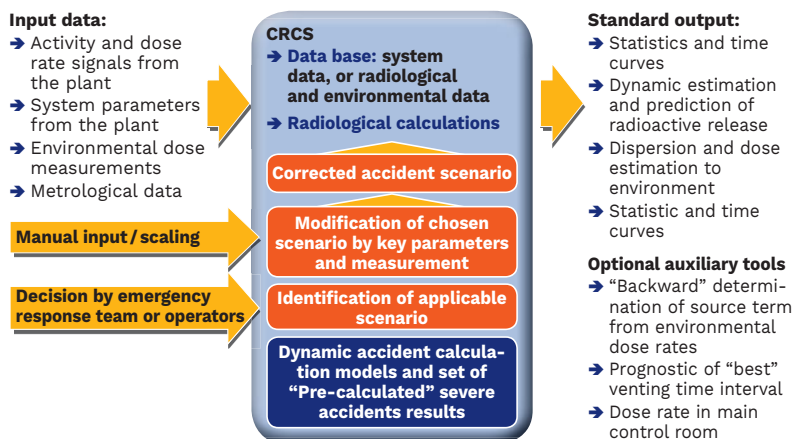 Input data:
➔ Activity and dose
rate signals from
the plant
➔ System parameters
from the plant
➔ Environmental dose
measurements
➔ Metrological data
Manual input / scaling
Decision by emergency
response team or operators
CRCS
➔ Data base: system
data, or radiological
and environmental data
➔ Radiological calculations
Corrected accident scenario
Modification of chosen
scenario by key parameters
and measurement
Identification of applicable
scenario
Dynamic accident calcula-
tion models and set of
“Pre-calculated” severe
accidents results
Standard output:
➔ Statistics and time
curves
➔ Dynamic estimation
and prediction of
radioactive release
➔ Dispersion and dose
estimation to
environment
➔ Statistic and time
curves
Optional auxiliary tools
➔ “Backward” determi-
nation of source term
from environmental
dose rates
➔ Prognostic of “best”
venting time interval
➔ Dose rate in main
control room